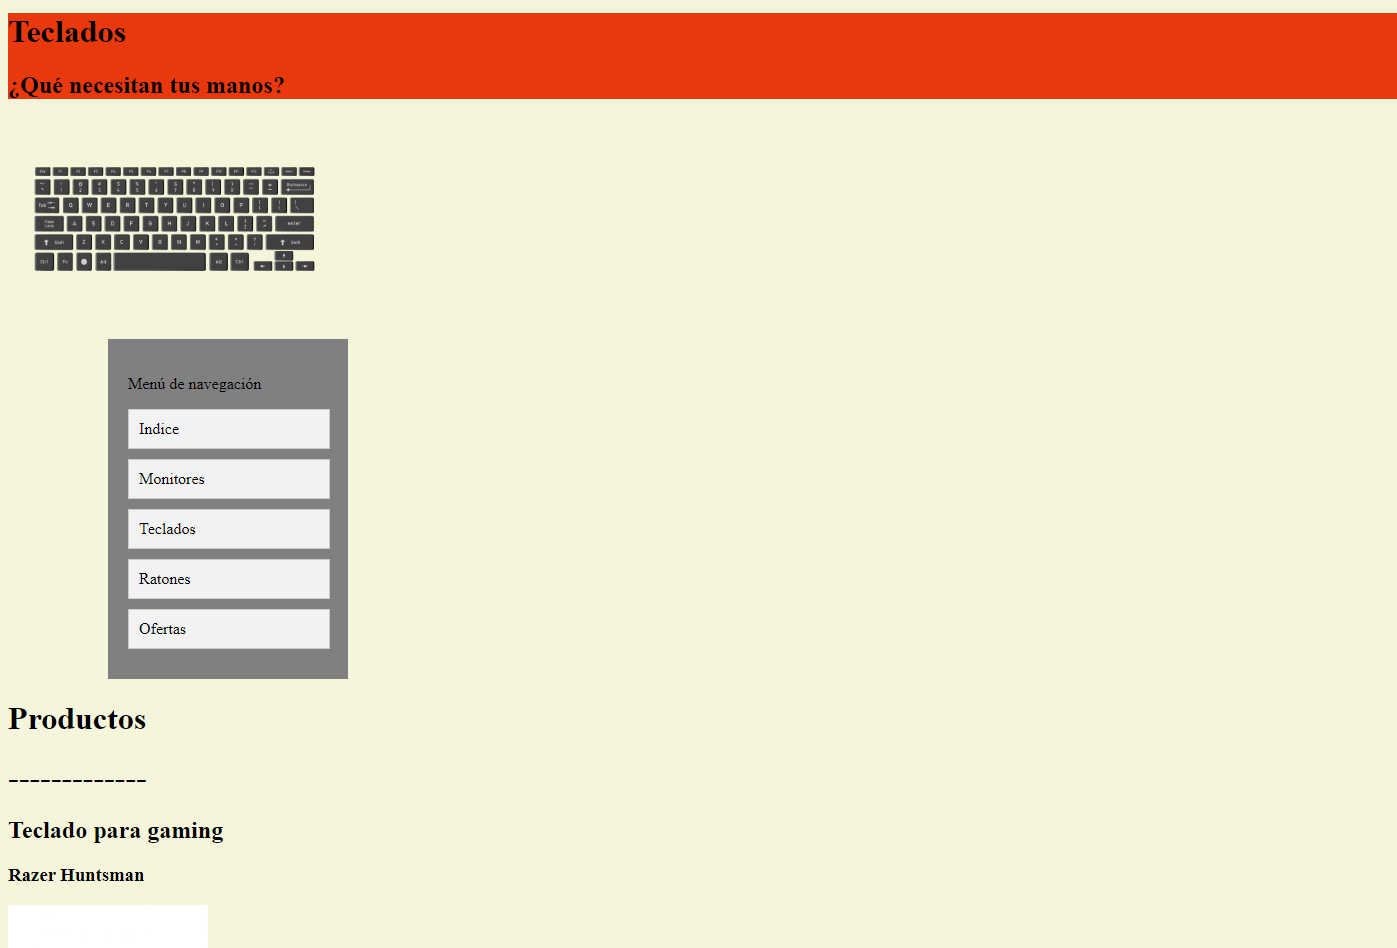 Teclados
¿Qué necesitan tus manos?
Menú de navegación
Indice
Monitores
Teclados
Ratones
Ofertas
Productos
-------------
Teclado para gaming
Razer Huntsman